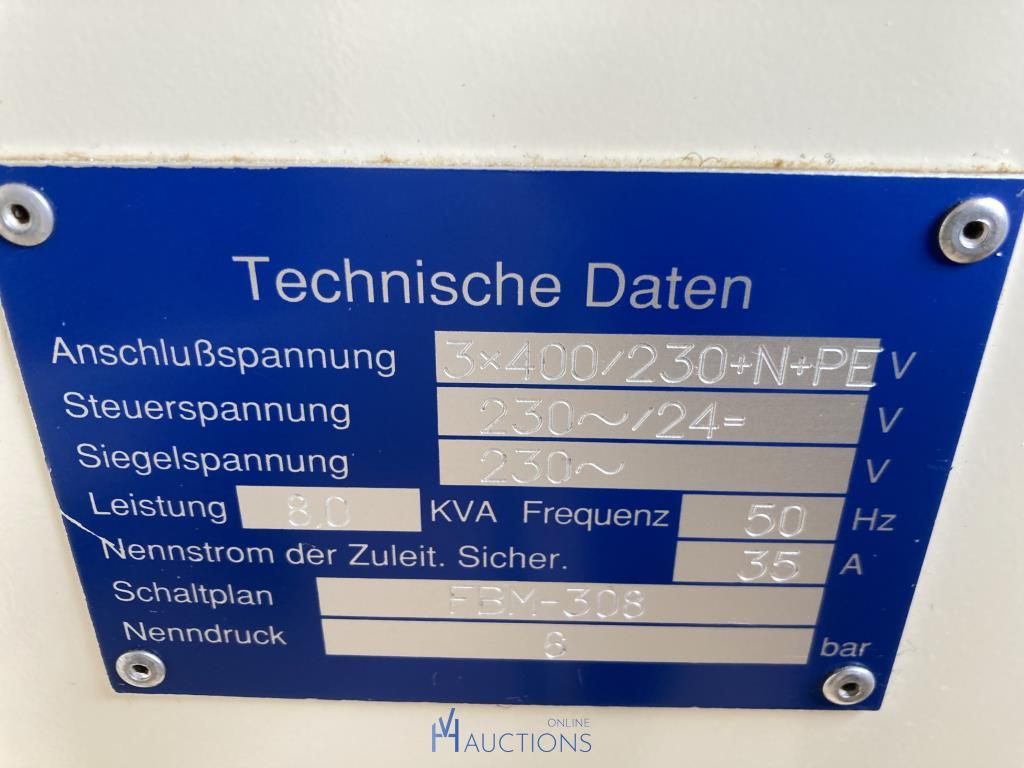 Technische Daten
Anschlußspannung 3×400/230+N+PE V
Steuerspannung 230~/24= V
Siegelspannung 230~ V
Leistung 8,0 KVA Frequenz 50 Hz
Nennstrom der Zuleit. Sicher. 35 A
Schaltplan FBM-308
Nenndruck 6 bar
ONLINE
AUCTIONS